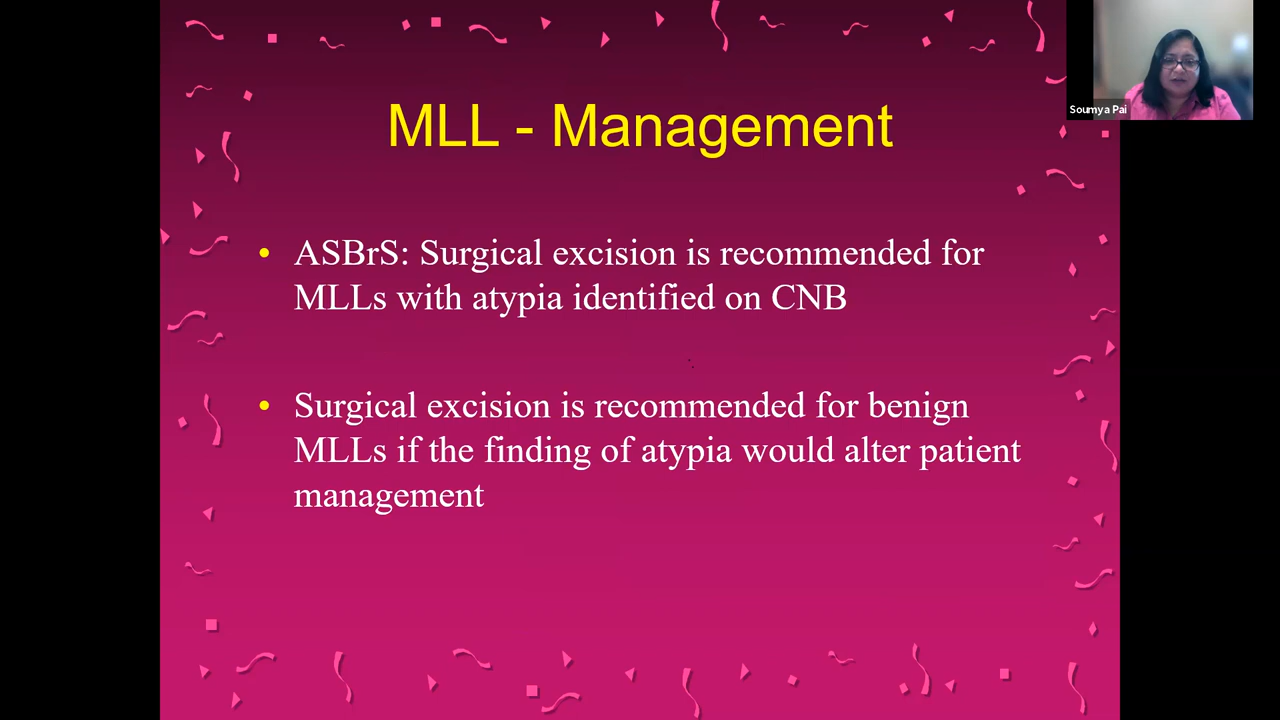 MLL - Management
Soumya Pai
• ASBrS: Surgical excision is recommended for
MLLs with atypia identified on CNB
• Surgical excision is recommended for benign
MLLs if the finding of atypia would alter patient
management